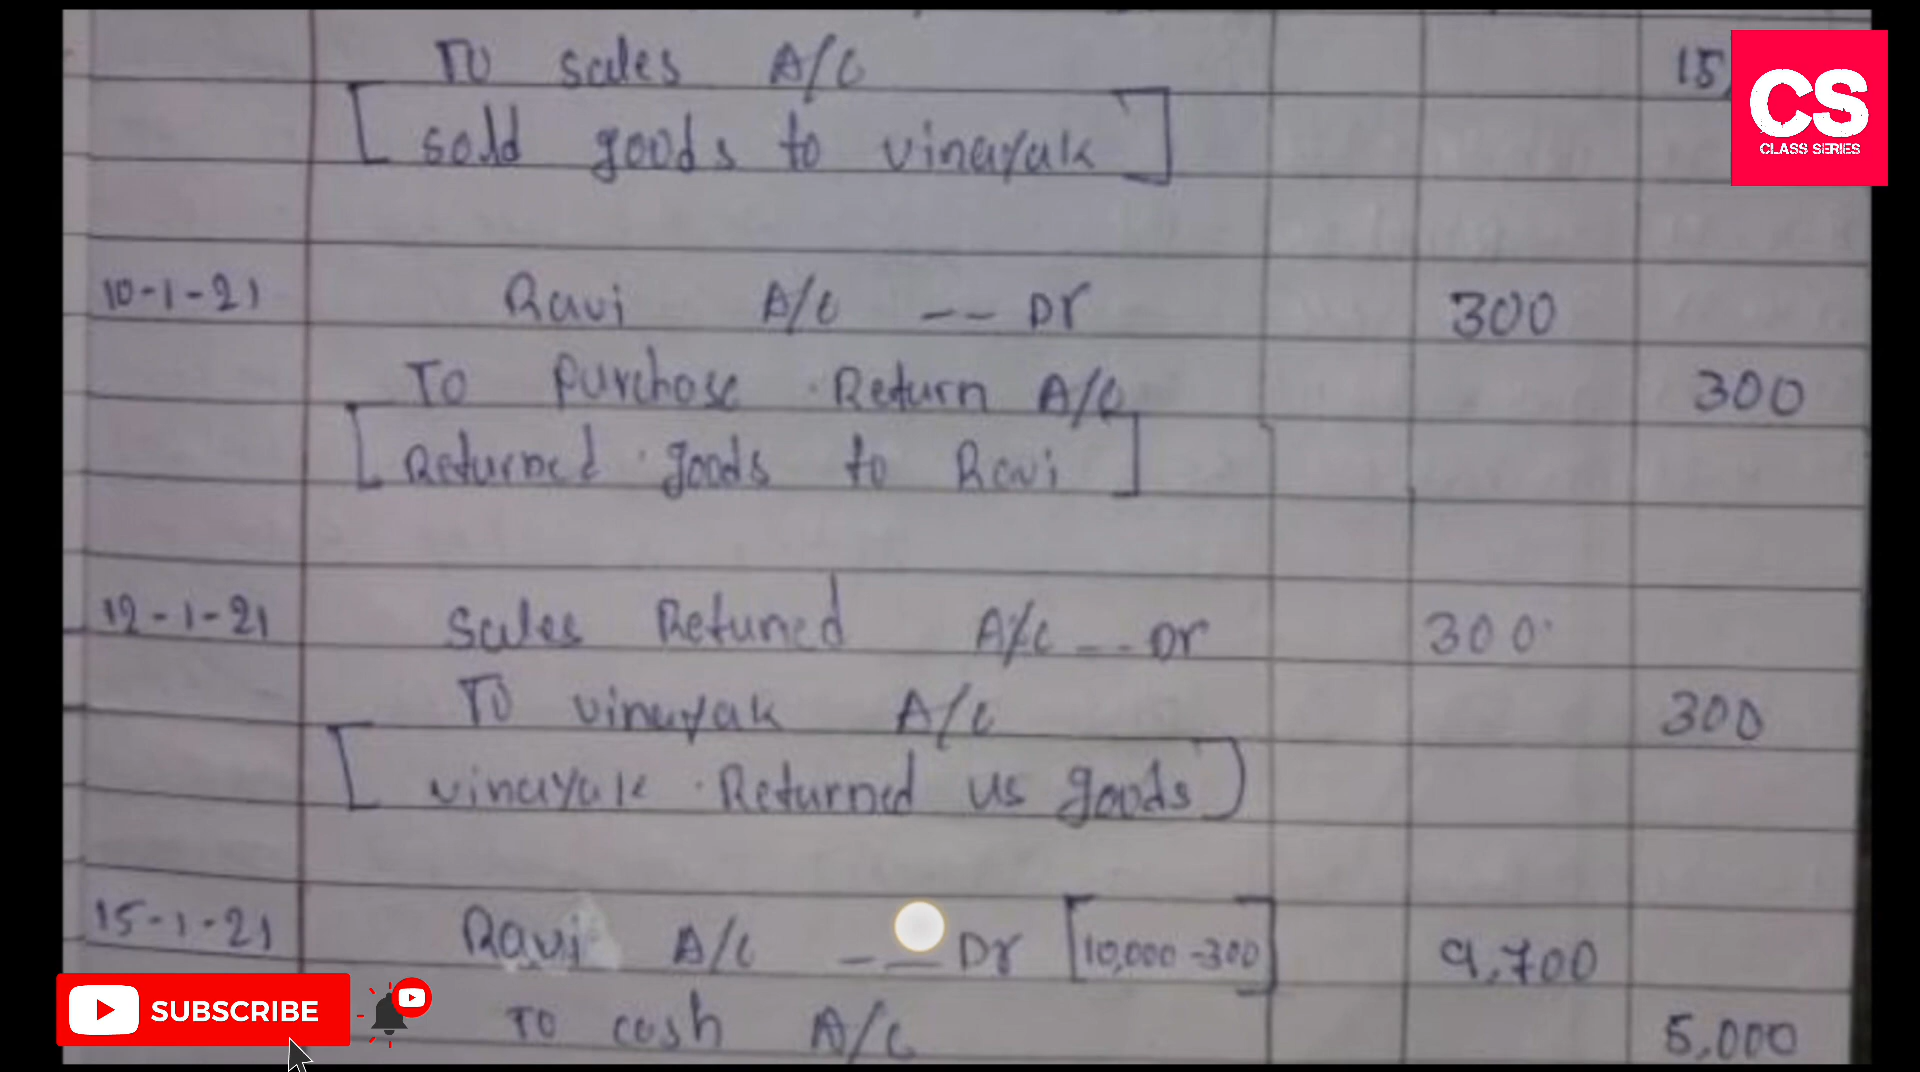 To sales A/C 15,
CS
CLASS SERIES
[sold goods to vinayak]
10-1-21 Ravi A/C -- Dr 300
To purchase Return A/C 300
[Returned goods to Ravi]
12-1-21 sales Retuned A/C -- Dr 300
To vinayak A/C 300
[vinayak Returned us goods)
15-1-21 Ravi A/C -- Dr [10,000 -300] 9,700
SUBSCRIBE
To cash A/C 5,000